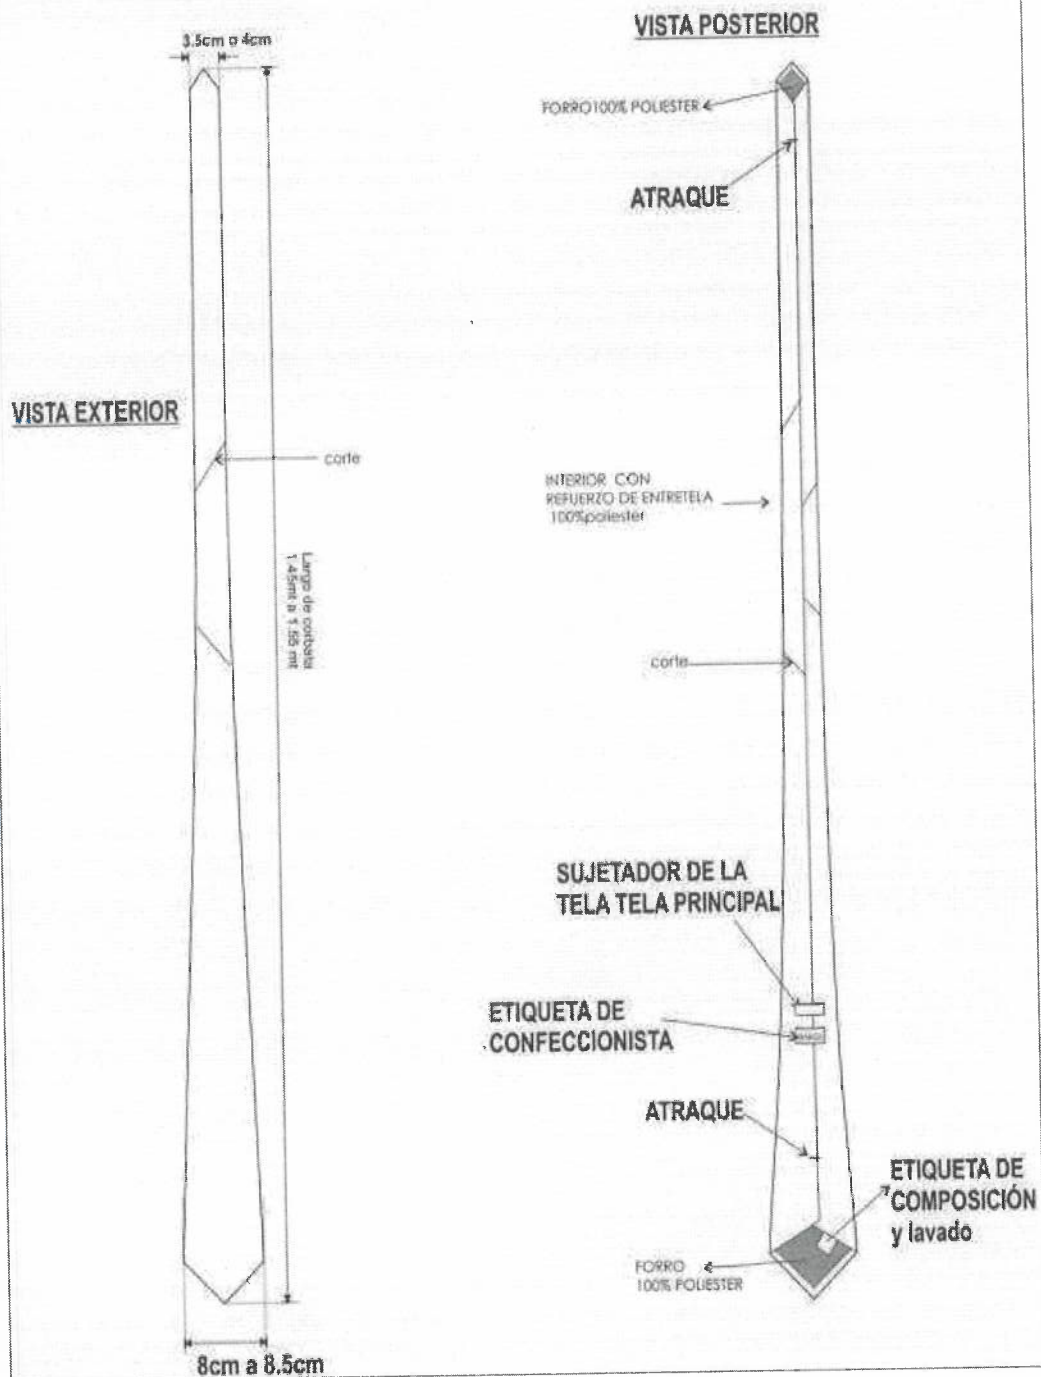 VISTA POSTERIOR
3.5cm o 4cm
FORRO100% POLIESTER
ATRAQUE
VISTA EXTERIOR
corte
INTERIOR CON
REFUERZO DE ENTRETELA
100%poliester
Largo de corbata
1.45mt a 1.55 mt
corte
SUJETADOR DE LA
TELA TELA PRINCIPAL
ETIQUETA DE
CONFECCIONISTA
ATRAQUE
ETIQUETA DE
COMPOSICIÓN
y lavado
FORRO
100% POLIESTER
8cm a 8.5cm